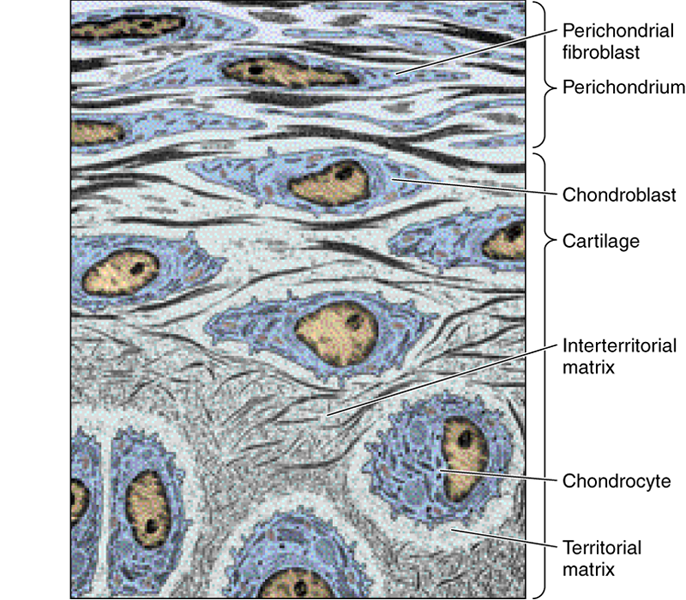 Perichondrial
fibroblast
Perichondrium
Chondroblast
Cartilage
Interterritorial
matrix
Chondrocyte
Territorial
matrix